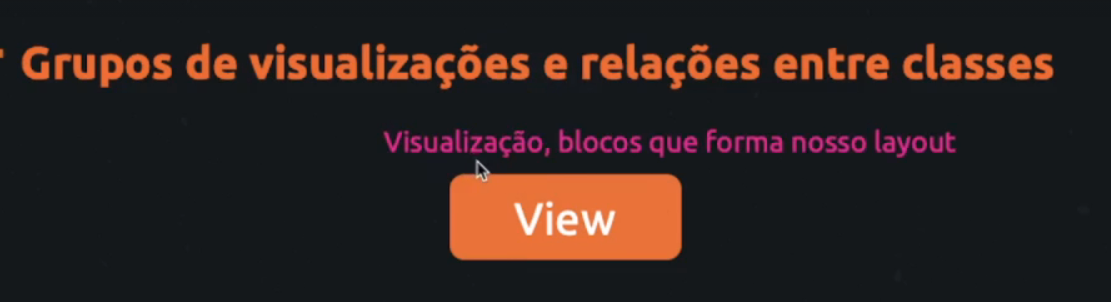 Grupos de visualizações e relações entre classes
Visualização, blocos que forma nosso layout
View